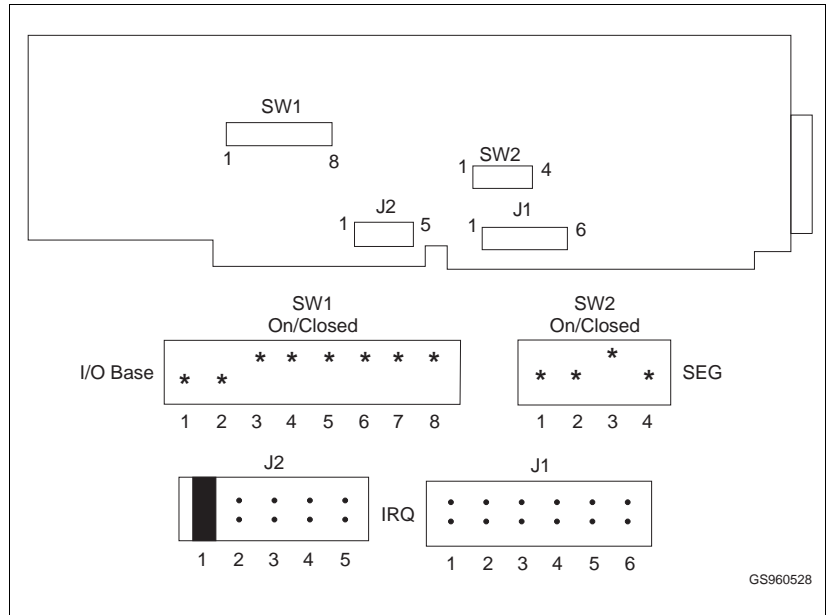 SW1
1 8
SW2
1 4
J2
1 5
J1
1 6
SW1
On/Closed
SW2
On/Closed
I/O Base
* * * * * * * *
1 2 3 4 5 6 7 8
* * * *
SEG
1 2 3 4
J2
1 2 3 4 5
IRQ
J1
1 2 3 4 5 6
GS960528